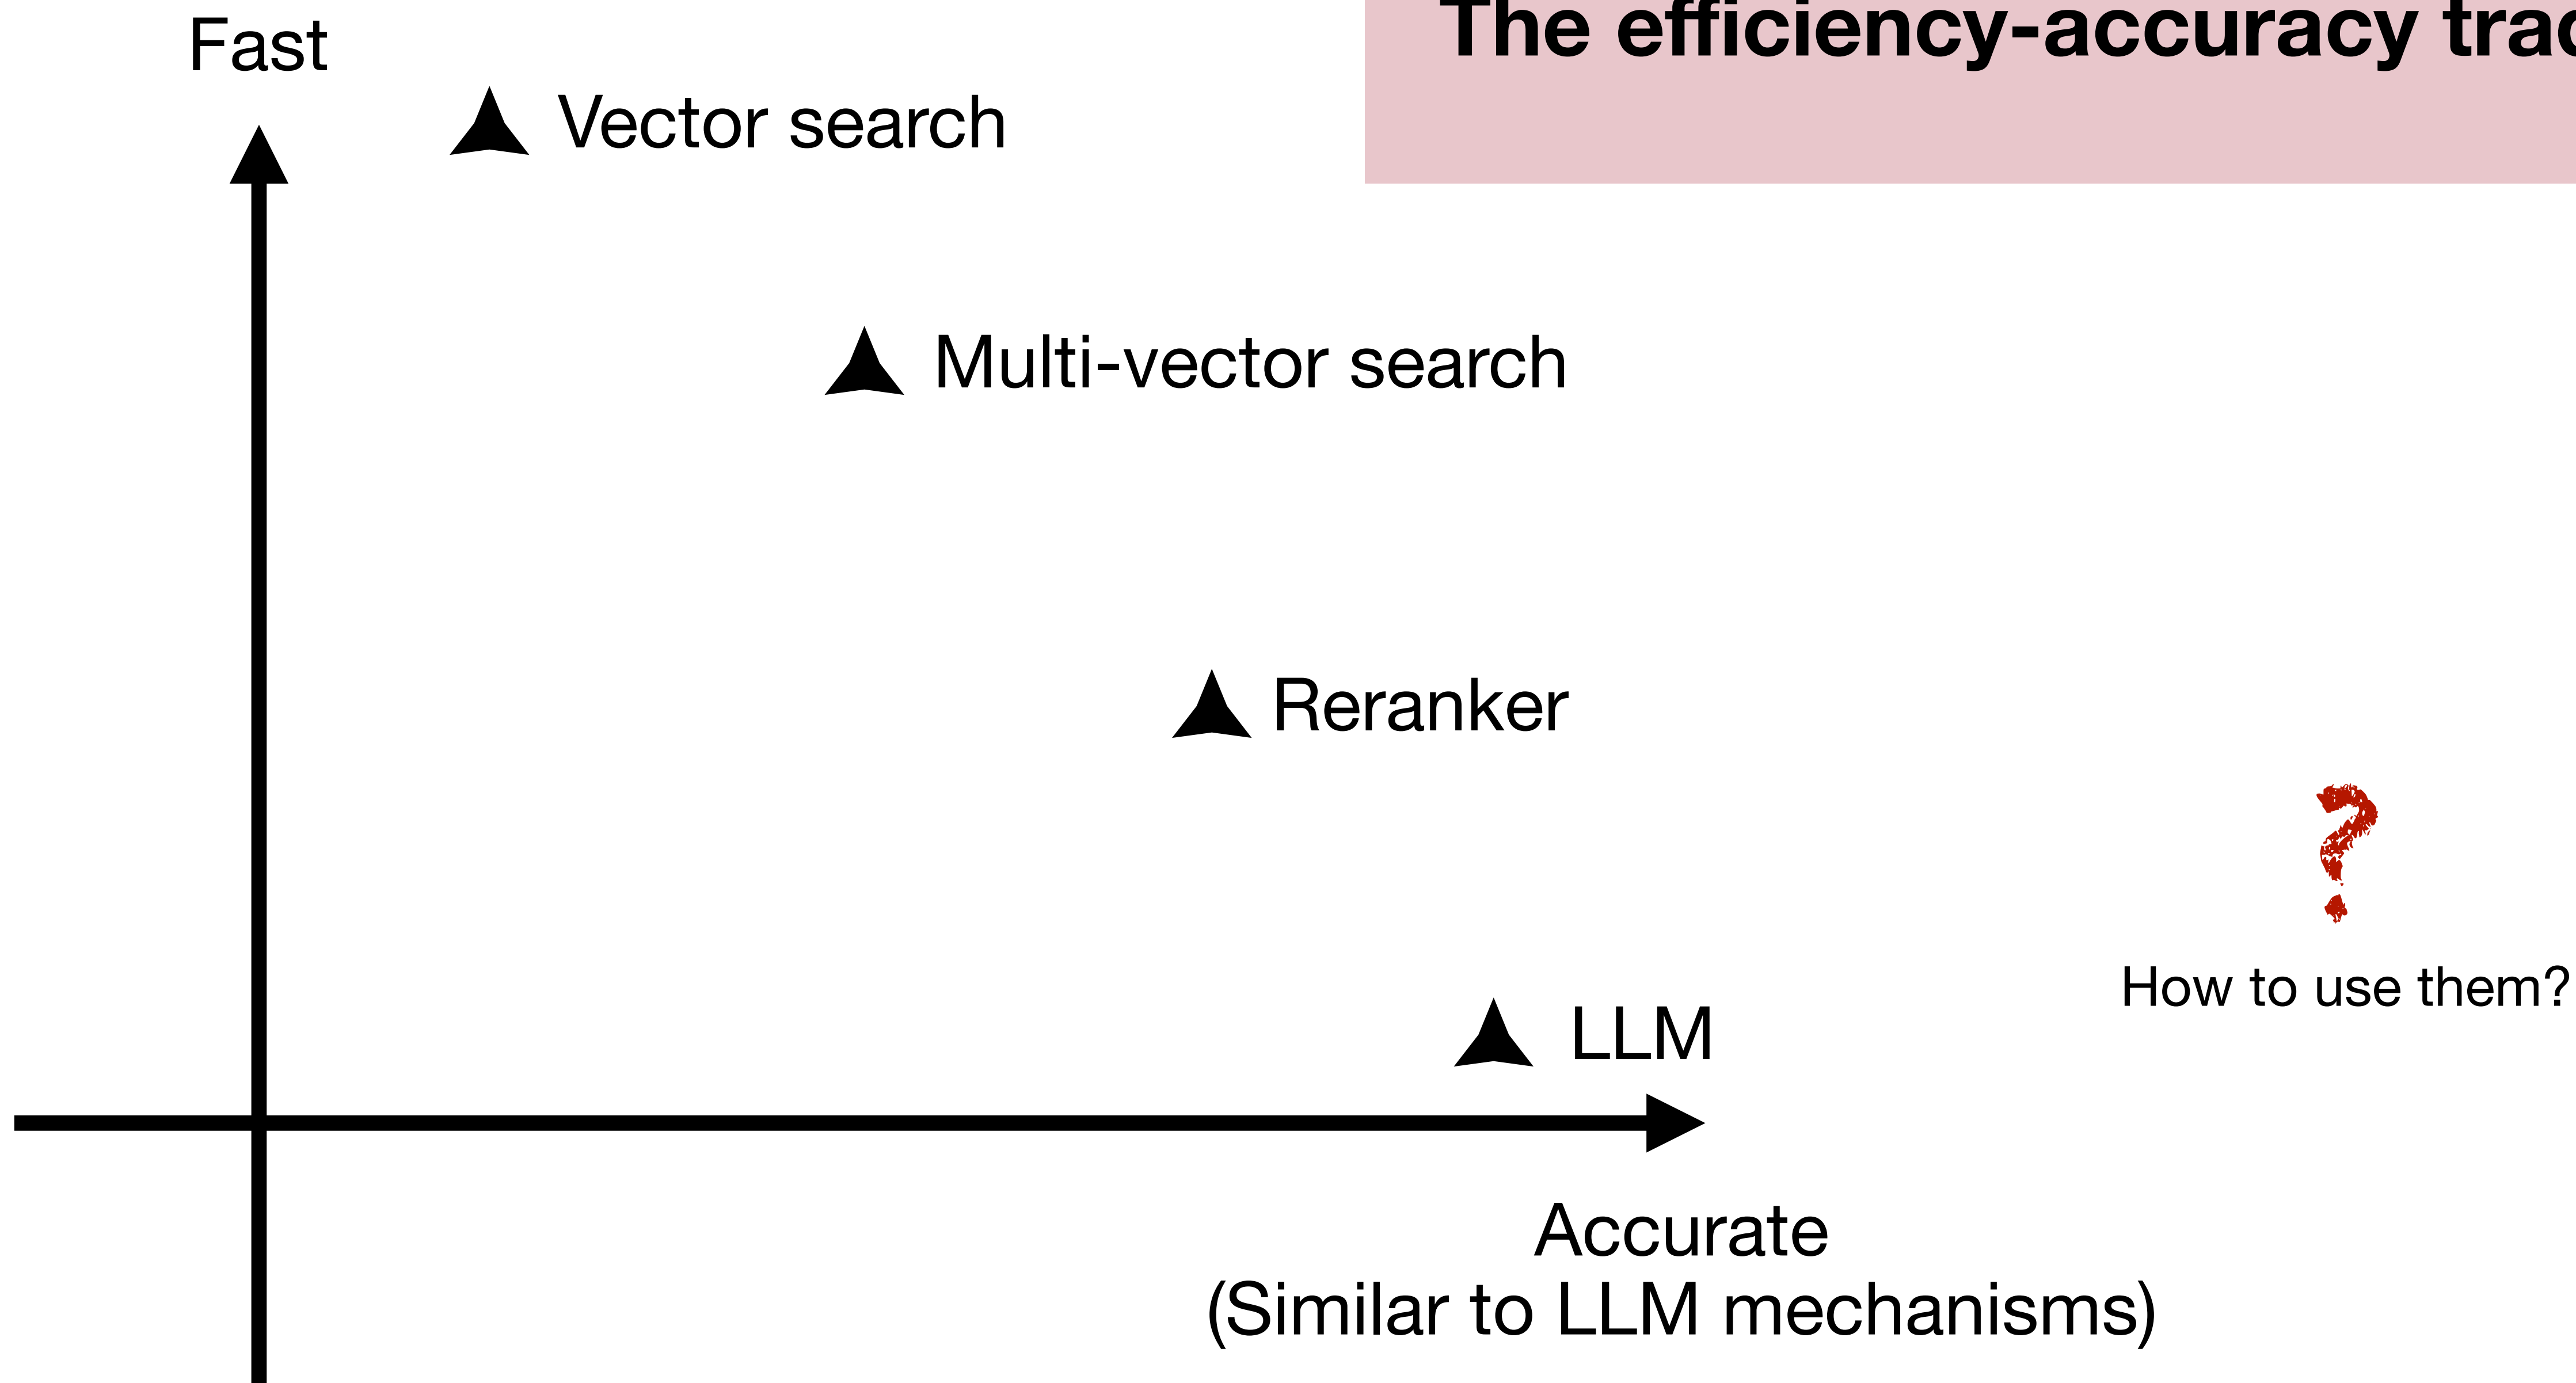 The efficiency-accuracy
Fast
Vector search
Multi-vector search
Reranker
?
How to use them?
LLM
Accurate
(Similar to LLM mechanisms)